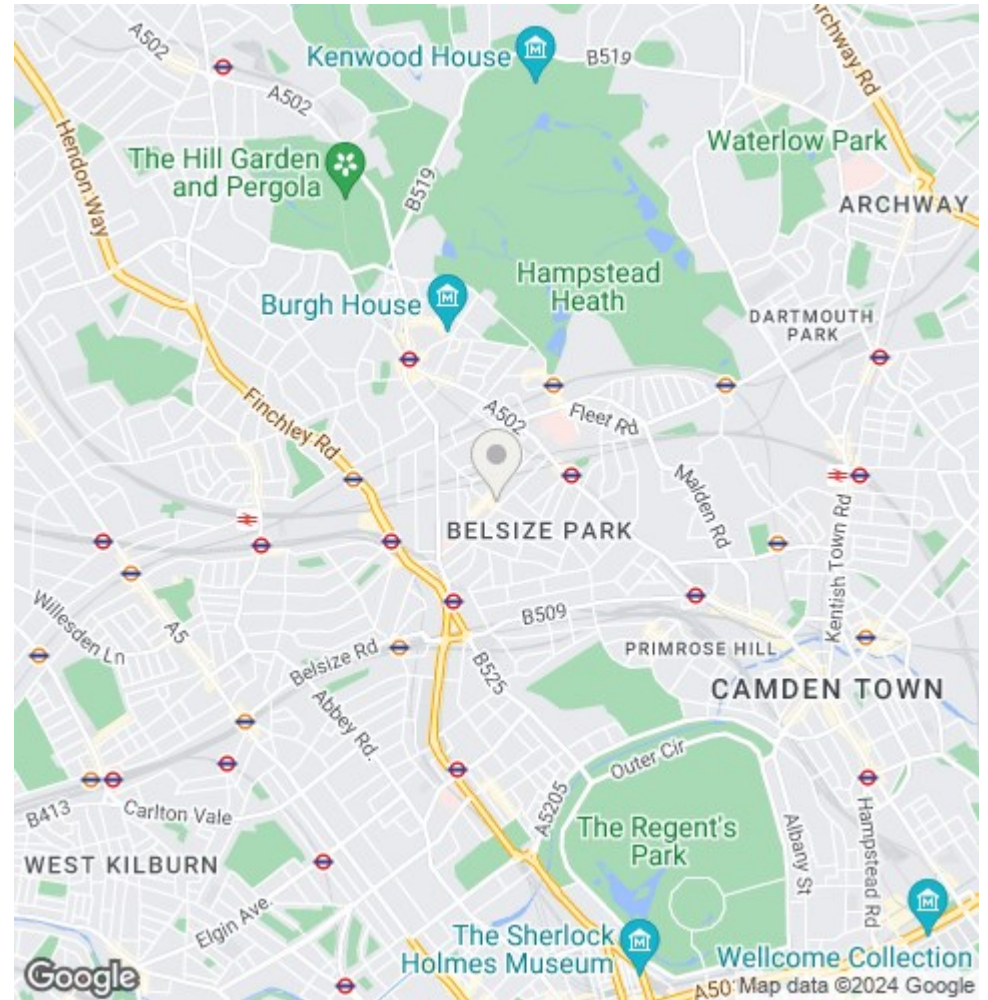 A502
Kenwood House
B519
Archway Rd
A502
Waterlow Park
The Hill Garden
and Pergola
B519
Hendon Way
ARCHWAY
Hampstead
Heath
Burgh House
DARTMOUTH
PARK
A502
Fleet Rd
Finchley Rd
Malden Rd
BELSIZE PARK
Kentish Town Rd
Willesden Ln
A5
B509
Belsize Rd
PRIMROSE HILL
B525
CAMDEN TOWN
Abbey Rd.
Outer Cir
A5205
B413
Carlton Vale
The Regent's
Park
Albany St
Hampstead Rd
WEST KILBURN
Elgin Ave.
The Sherlock
Holmes Museum
Wellcome Collection
Google
A50
Map data ©2024 Google